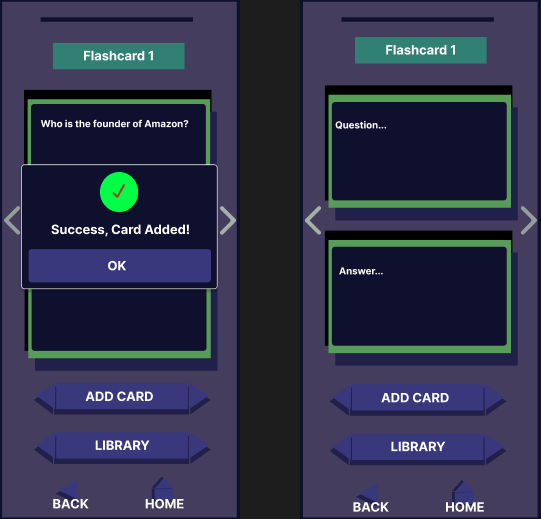 Flashcard 1
Who is the founder of Amazon?
Success, Card Added!
OK
ADD CARD
LIBRARY
BACK
HOME
Flashcard 1
Question...
Answer...
ADD CARD
LIBRARY
BACK
HOME